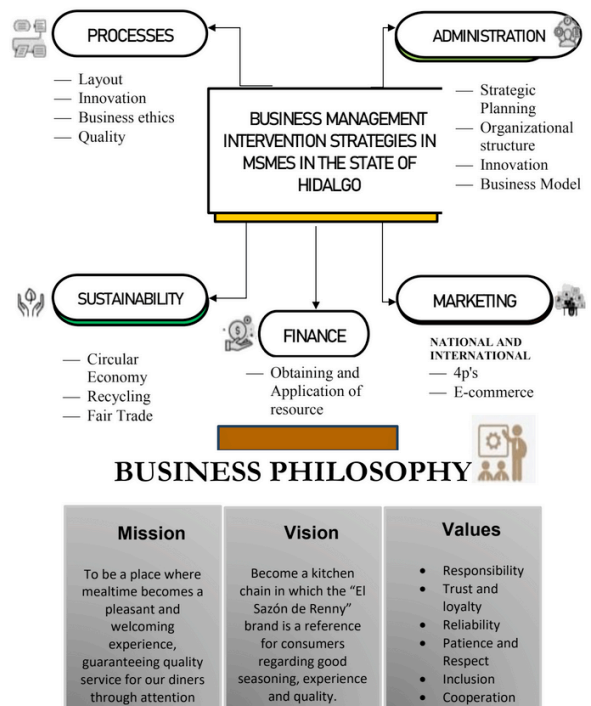 PROCESSES
— Layout
— Innovation
— Business ethics
— Quality
ADMINISTRATION
— Strategic
Planning
— Organizational
structure
— Innovation
— Business Model
BUSINESS MANAGEMENT
INTERVENTION STRATEGIES IN
MSMES IN THE STATE OF
HIDALGO
SUSTAINABILITY
— Circular
Economy
— Recycling
— Fair Trade
FINANCE
— Obtaining and
Application of
resource
MARKETING
NATIONAL AND
INTERNATIONAL
— 4p's
— E-commerce
BUSINESS PHILOSOPHY
Mission
To be a place where
mealtime becomes a
pleasant and
welcoming
experience,
guaranteeing quality
service for our diners
through attention
Vision
Become a kitchen
chain in which the “El
Sazón de Renny”
brand is a reference
for consumers
regarding good
seasoning, experience
and quality.
Values
• Responsibility
• Trust and
loyalty
• Reliability
• Patience and
Respect
• Inclusion
• Cooperation